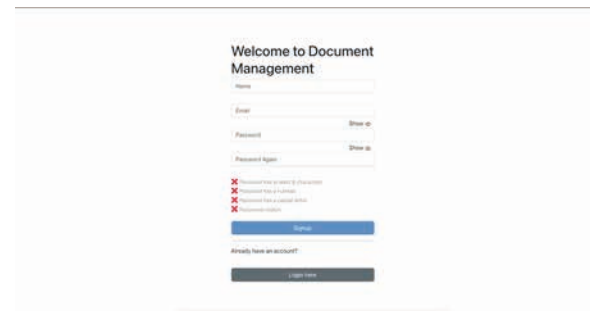 Welcome to Document
Management
Name
Email
Show
Password
Show
Password Again
Password has at least 8 characters
Password has a number
Password has a capital letter
Passwords match
Signup
Already have an account?
Login here